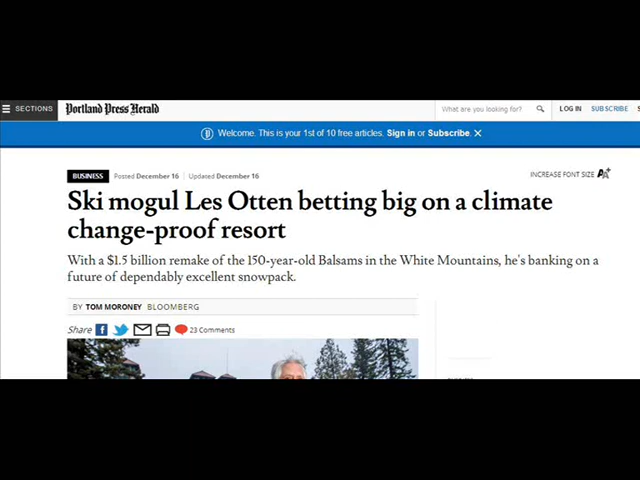 SECTIONS Portland Press Herald What are you looking for? LOG IN SUBSCRIBE
Welcome. This is your 1st of 10 free articles. Sign in or Subscribe. X
BUSINESS Posted December 16 | Updated December 16 INCREASE FONT SIZE AA+
Ski mogul Les Otten betting big on a climate
change-proof resort
With a $1.5 billion remake of the 150-year-old Balsams in the White Mountains, he's banking on a
future of dependably excellent snowpack.
BY TOM MORONEY BLOOMBERG
Share f 23 Comments